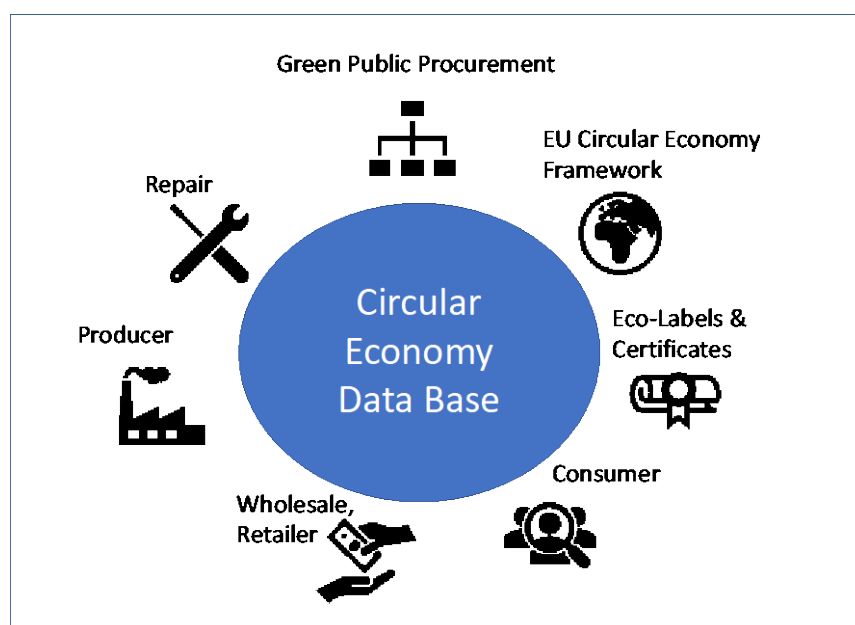 Green Public Procurement
EU Circular Economy
Framework
Repair
Circular
Economy
Data Base
Eco-Labels &
Certificates
Producer
Consumer
Wholesale,
Retailer